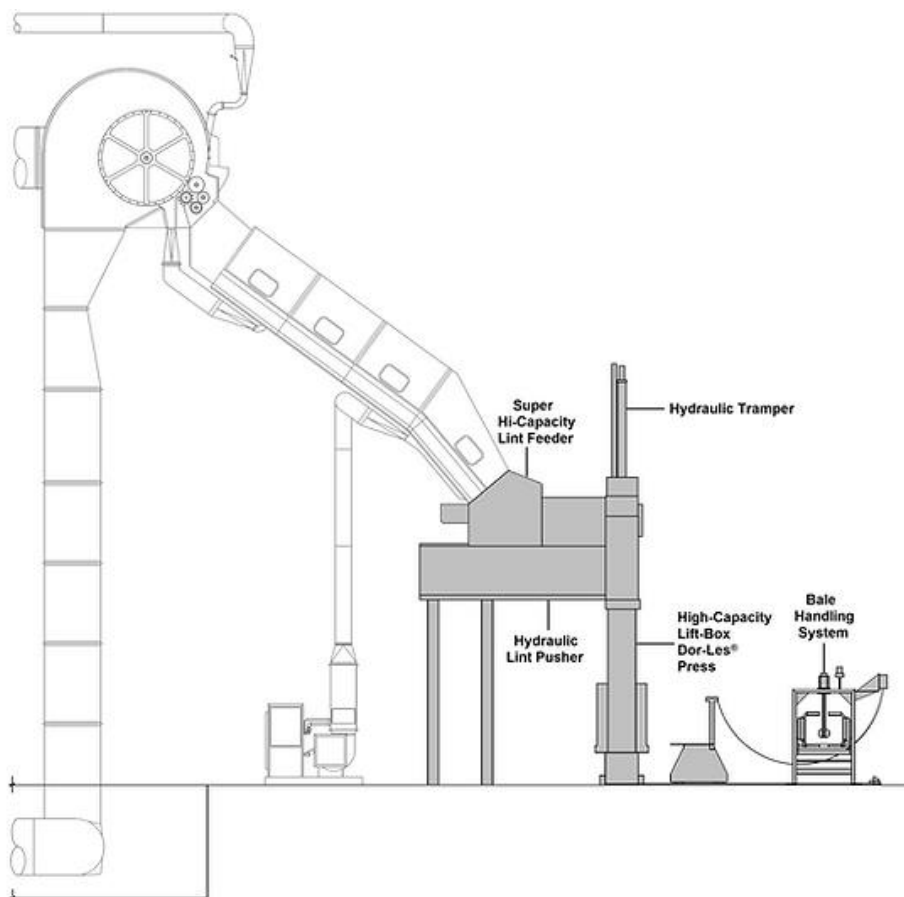 Super
Hi-Capacity
Lint Feeder
Hydraulic Tramper
Hydraulic
Lint Pusher
High-Capacity
Lift-Box
Dor-Les®
Press
Bale
Handling
System